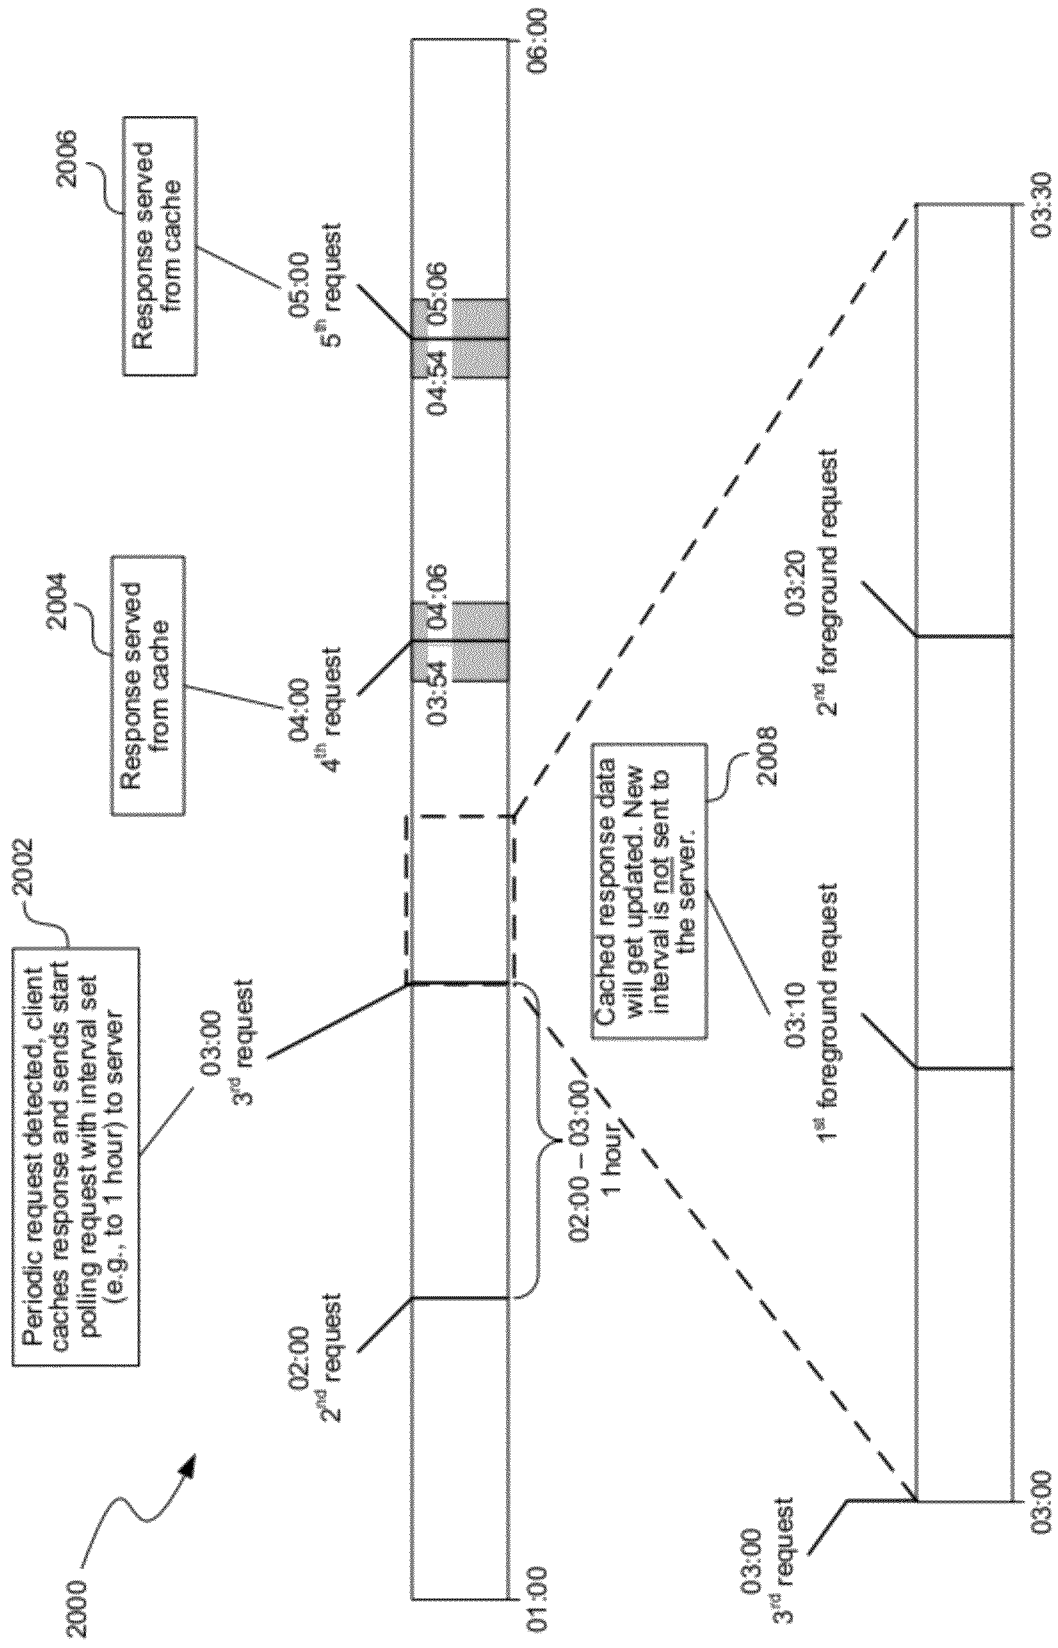 2000
2002
Periodic request detected, client
caches response and sends start
polling request with interval set
(e.g., to 1 hour) to server
2004
Response served
from cache
2006
Response served
from cache
02:00
2nd request
03:00
3rd request
04:00
4th request
05:00
5th request
03:54
04:06
04:54
05:06
01:00
06:00
02:00 – 03:00
1 hour
Cached response data
will get updated. New
interval is not sent to
the server.
2008
03:00
3rd request
03:10
1st foreground request
03:20
2nd foreground request
03:00
03:30